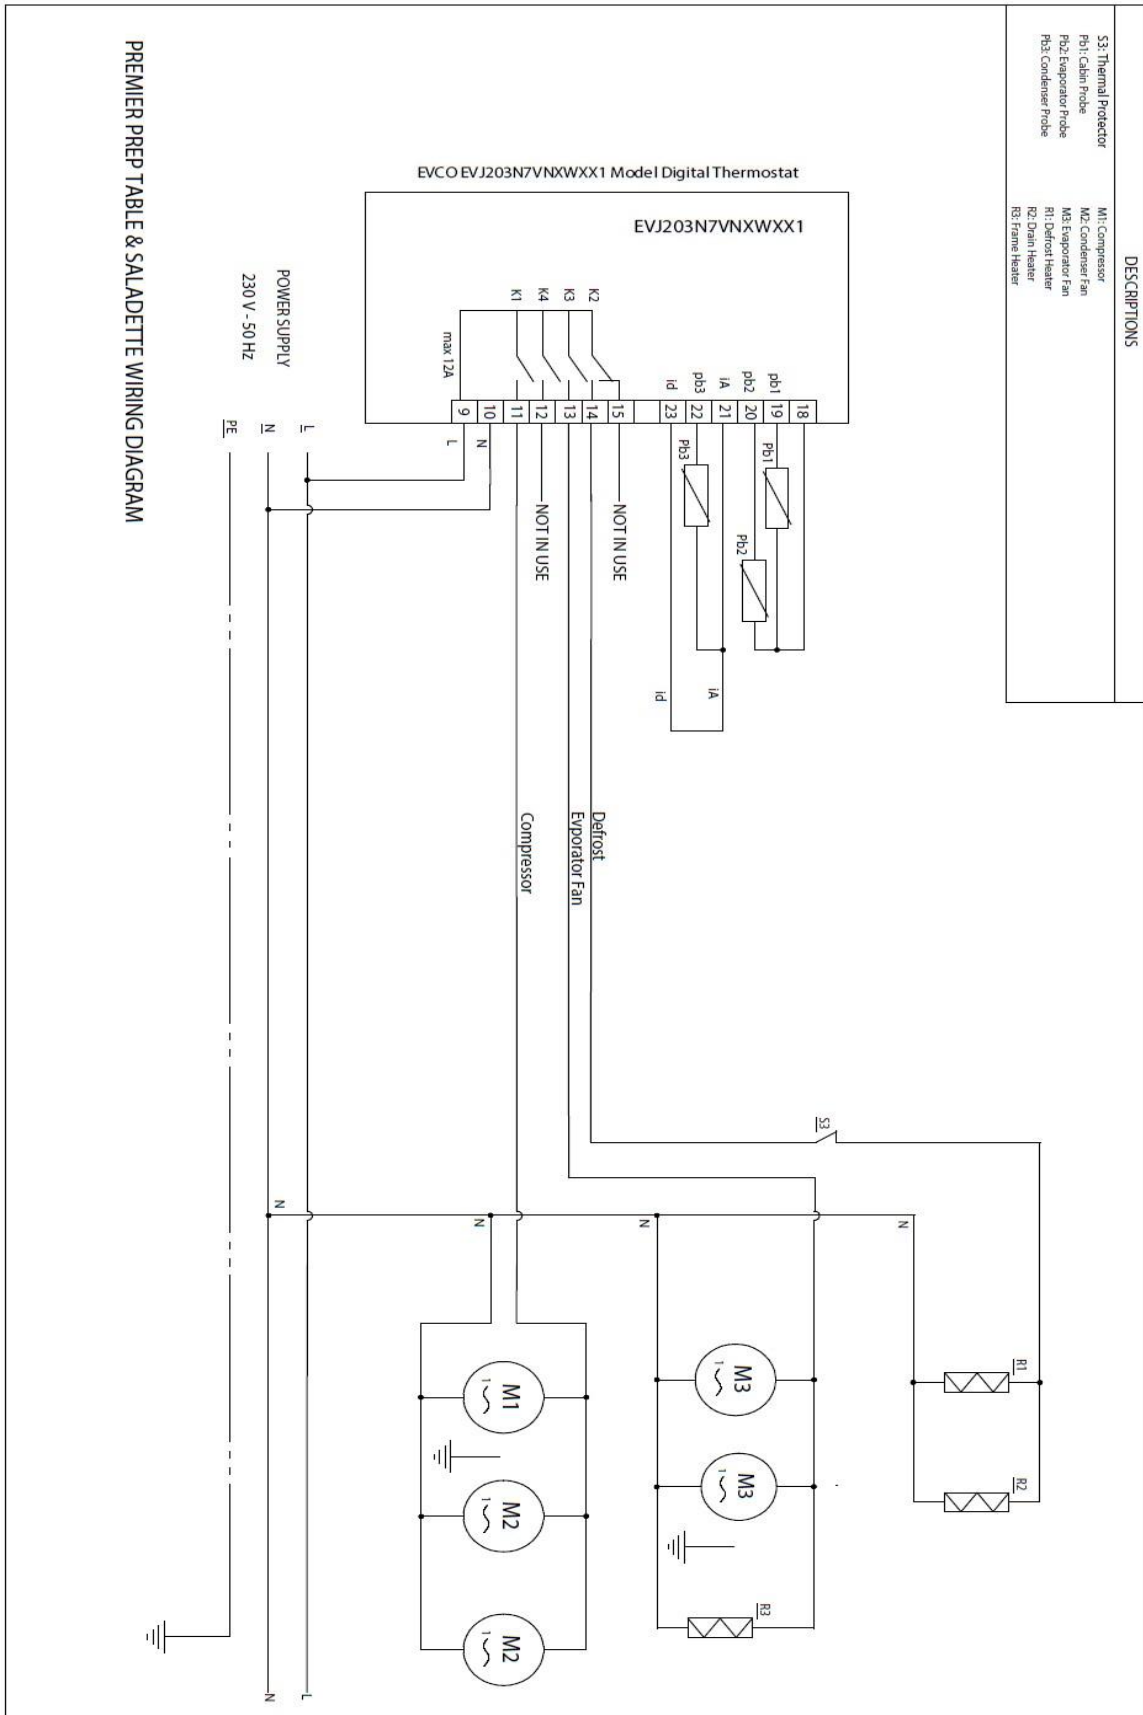 DESCRIPTIONS
S3: Thermal Protector
Pb1: Cabin Probe
Pb2: Evaporator Probe
Pb3: Condenser Probe
M1: Compressor
M2: Condenser Fan
M3: Evaporator Fan
R1: Defrost Heater
R2: Drain Heater
R3: Frame Heater
EVCO EVJ203N7VNXWXX1 Model Digital Thermostat
EVJ203N7VNXWXX1
K1
K4
K3
K2
max 12A
id
pb3
iA
pb2
pb1
9
10
11
12
13
14
15
23
22
21
20
19
18
L
N
NOT IN USE
NOT IN USE
Pb3
Pb1
Pb2
id
iA
POWER SUPPLY
230 V - 50 Hz
PE
N
L
Compressor
Evporator Fan
Defrost
S3
N
N
N
N
R1
R2
M3
1
M3
1
R3
M1
1
M2
1
M2
1
N
L
PREMIER PREP TABLE & SALADETTE WIRING DIAGRAM